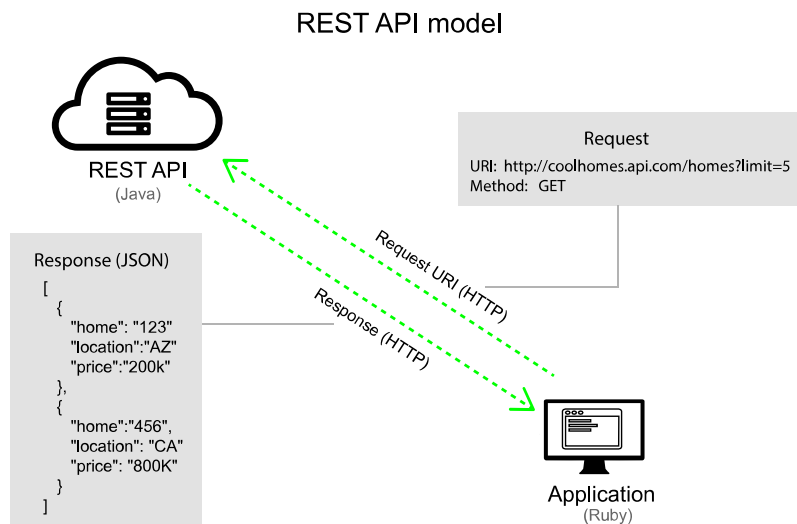 REST API model
REST API
(Java)
Request
URI: http://coolhomes.api.com/homes?limit=5
Method: GET
Request URI (HTTP)
Response (HTTP)
Response (JSON)
[
{
"home": "123"
"location":"AZ"
"price":"200k"
},
{
"home":"456",
"location": "CA"
"price": "800K"
}
]
Application
(Ruby)